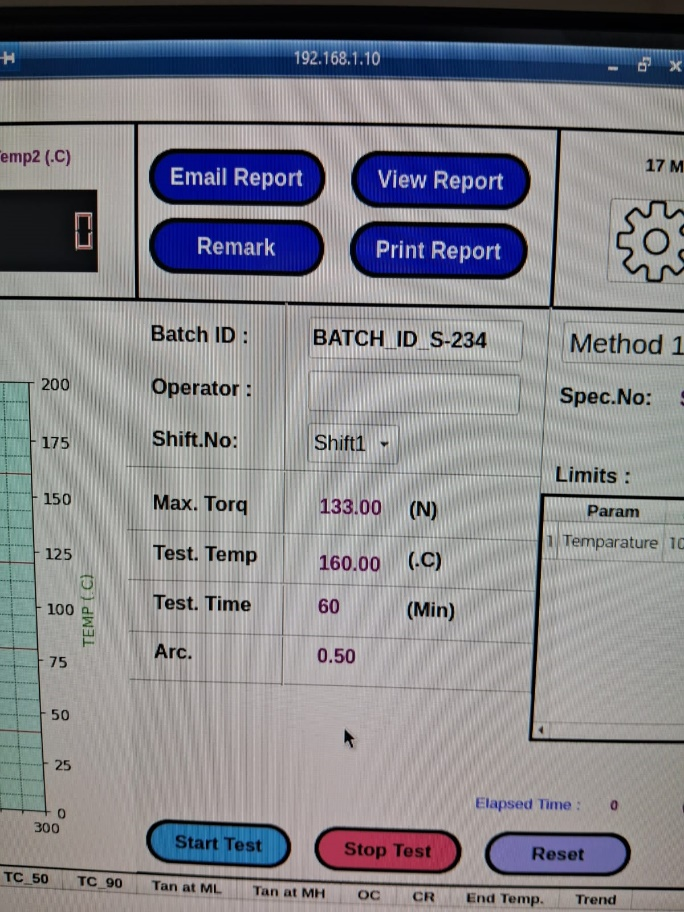 192.168.1.10
emp2 (.C)
0
Email Report
View Report
Remark
Print Report
17 M
Batch ID :
BATCH_ID_S-234
Operator :
Shift.No:
Shift1
Max. Torq
133.00
(N)
Test. Temp
160.00
(.C)
Test. Time
60
(Min)
Arc.
0.50
Method 1
Spec.No:
Limits :
Param
1
Temparature
10
200
175
150
125
100
75
50
25
0
300
TEMP ( C)
Elapsed Time :
0
Start Test
Stop Test
Reset
TC_50
TC_90
Tan at ML
Tan at MH
OC
CR
End Temp.
Trend